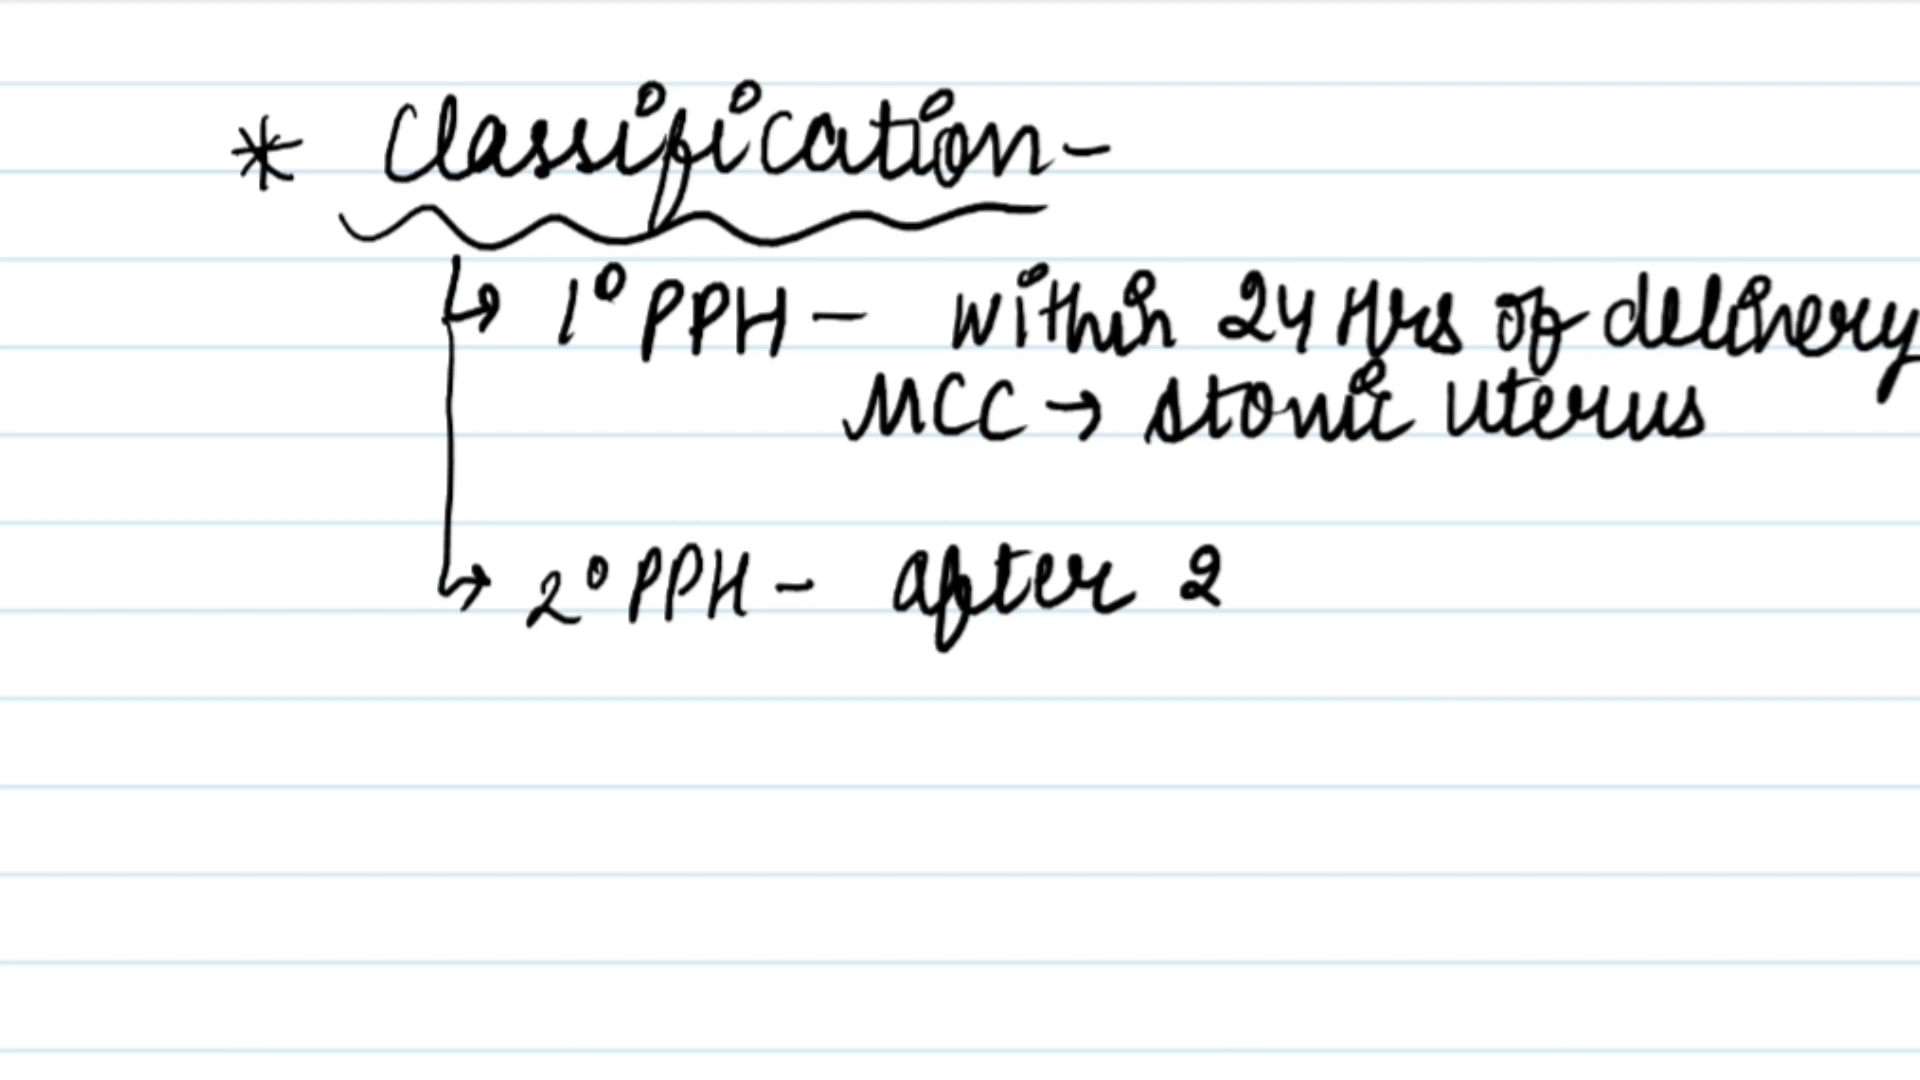 * Classification-
↳ 1° PPH - within 24 Hrs of delivery
MCC → Atonic Uterus
↳ 2° PPH - after 2